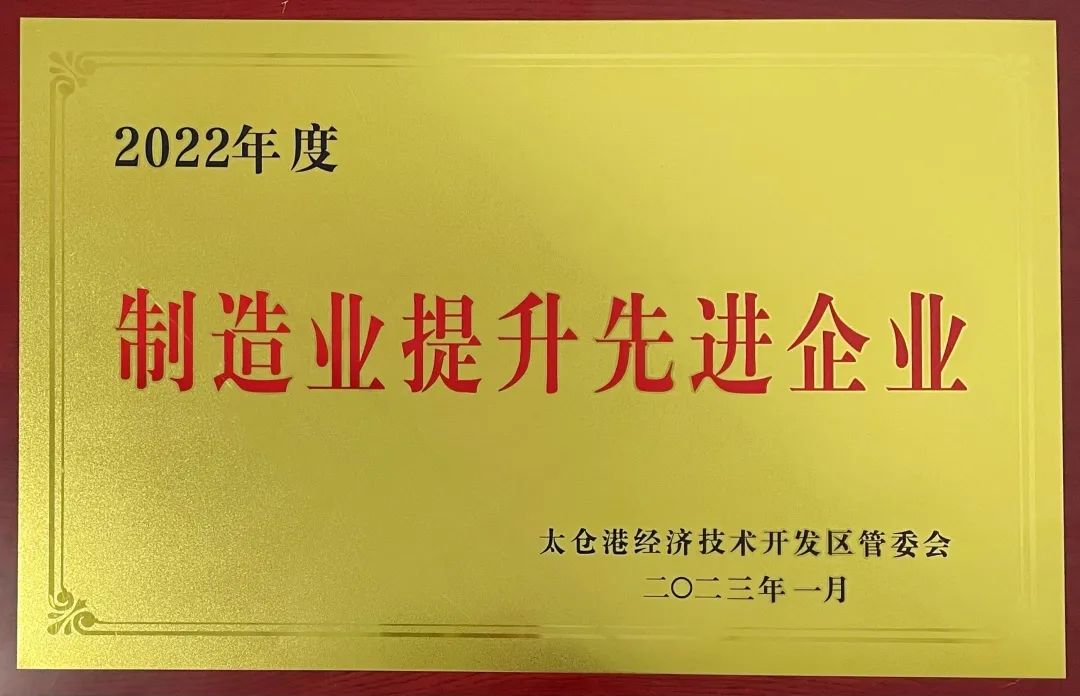 2022年度
制造业提升先进企业
太仓港经济技术开发区管委会
二〇二三年一月